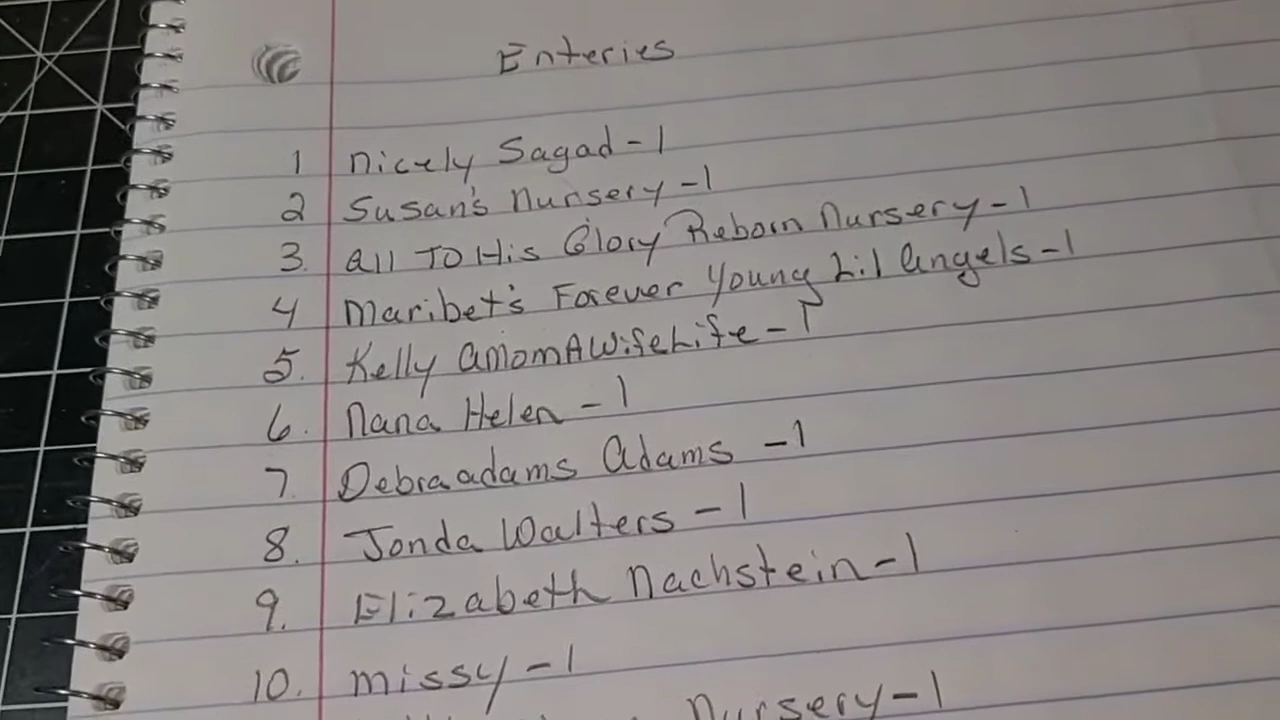 Enteries
1 Nicely Sagad-1
2 Susan's Nursery-1
3. All To His Glory Reborn Nursery-1
4 Maribet's Forever Young Lil Angels-1
5. Kelly AMomAWifeLife-1
6. Nana Helen-1
7. Debraadams Adams-1
8. Jonda Walters-1
9. Elizabeth Nachstein-1
10. Missy-1
Nursery-1